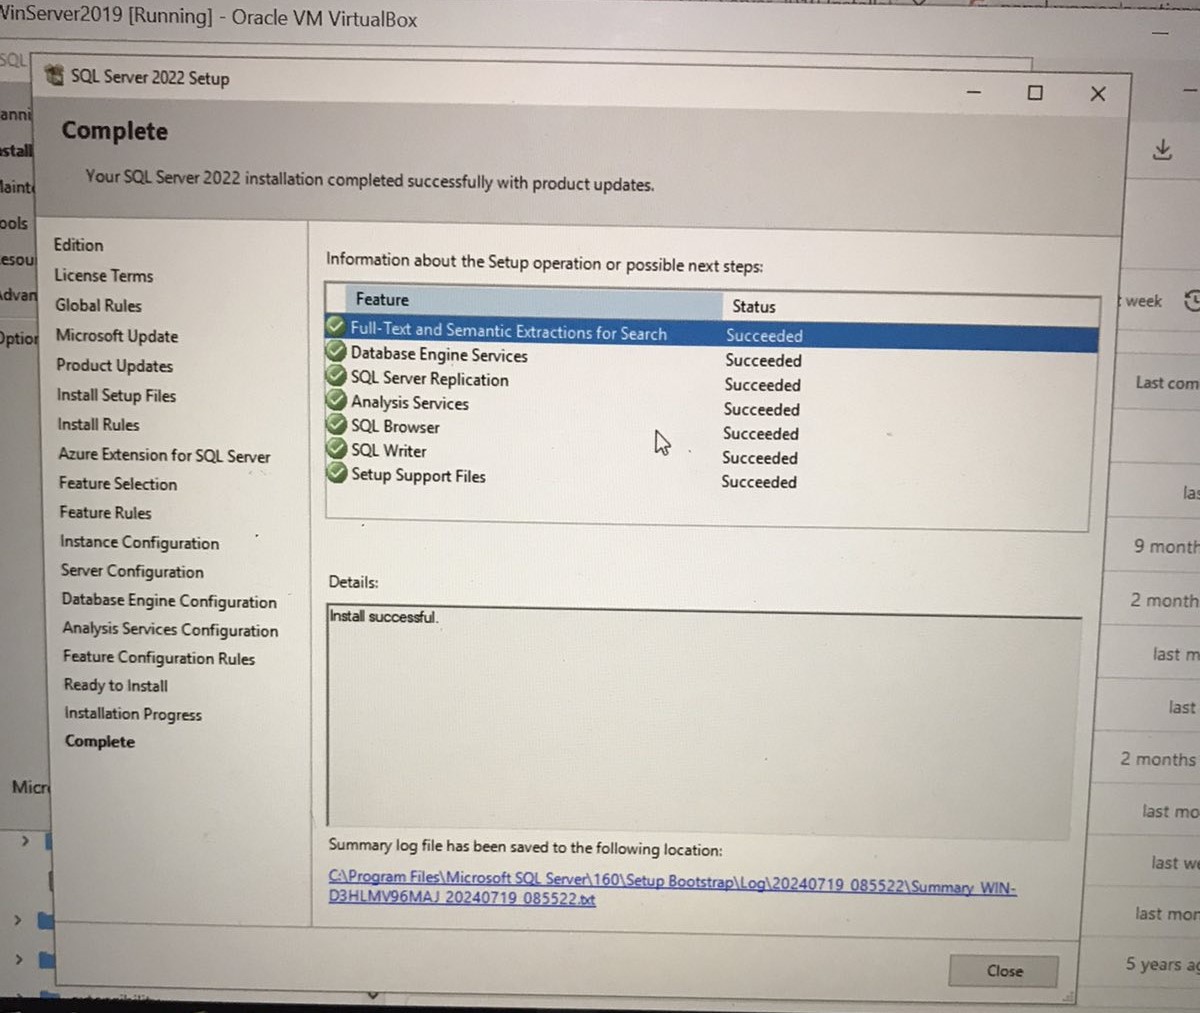 WinServer2019 [Running] - Oracle VM VirtualBox
SQL
SQL Server 2022 Setup
Complete
Your SQL Server 2022 installation completed successfully with product updates.
Edition
License Terms
Global Rules
Microsoft Update
Product Updates
Install Setup Files
Install Rules
Azure Extension for SQL Server
Feature Selection
Feature Rules
Instance Configuration
Server Configuration
Database Engine Configuration
Analysis Services Configuration
Feature Configuration Rules
Ready to Install
Installation Progress
Complete
Information about the Setup operation or possible next steps:
Feature Status
Full-Text and Semantic Extractions for Search Succeeded
Database Engine Services Succeeded
SQL Server Replication Succeeded
Analysis Services Succeeded
SQL Browser Succeeded
SQL Writer Succeeded
Setup Support Files Succeeded
Details:
Install successful.
Summary log file has been saved to the following location:
C:\Program Files\Microsoft SQL Server\160\Setup Bootstrap\Log\20240719_085522\Summary_WIN-
D3HLMV96MAJ_20240719_085522.txt
Close
anni
stall
Maint
ools
esou
Advan
Option
Micr
week
Last com
las
9 month
2 month
last m
last
2 months
last mo
last we
last mon
5 years ag